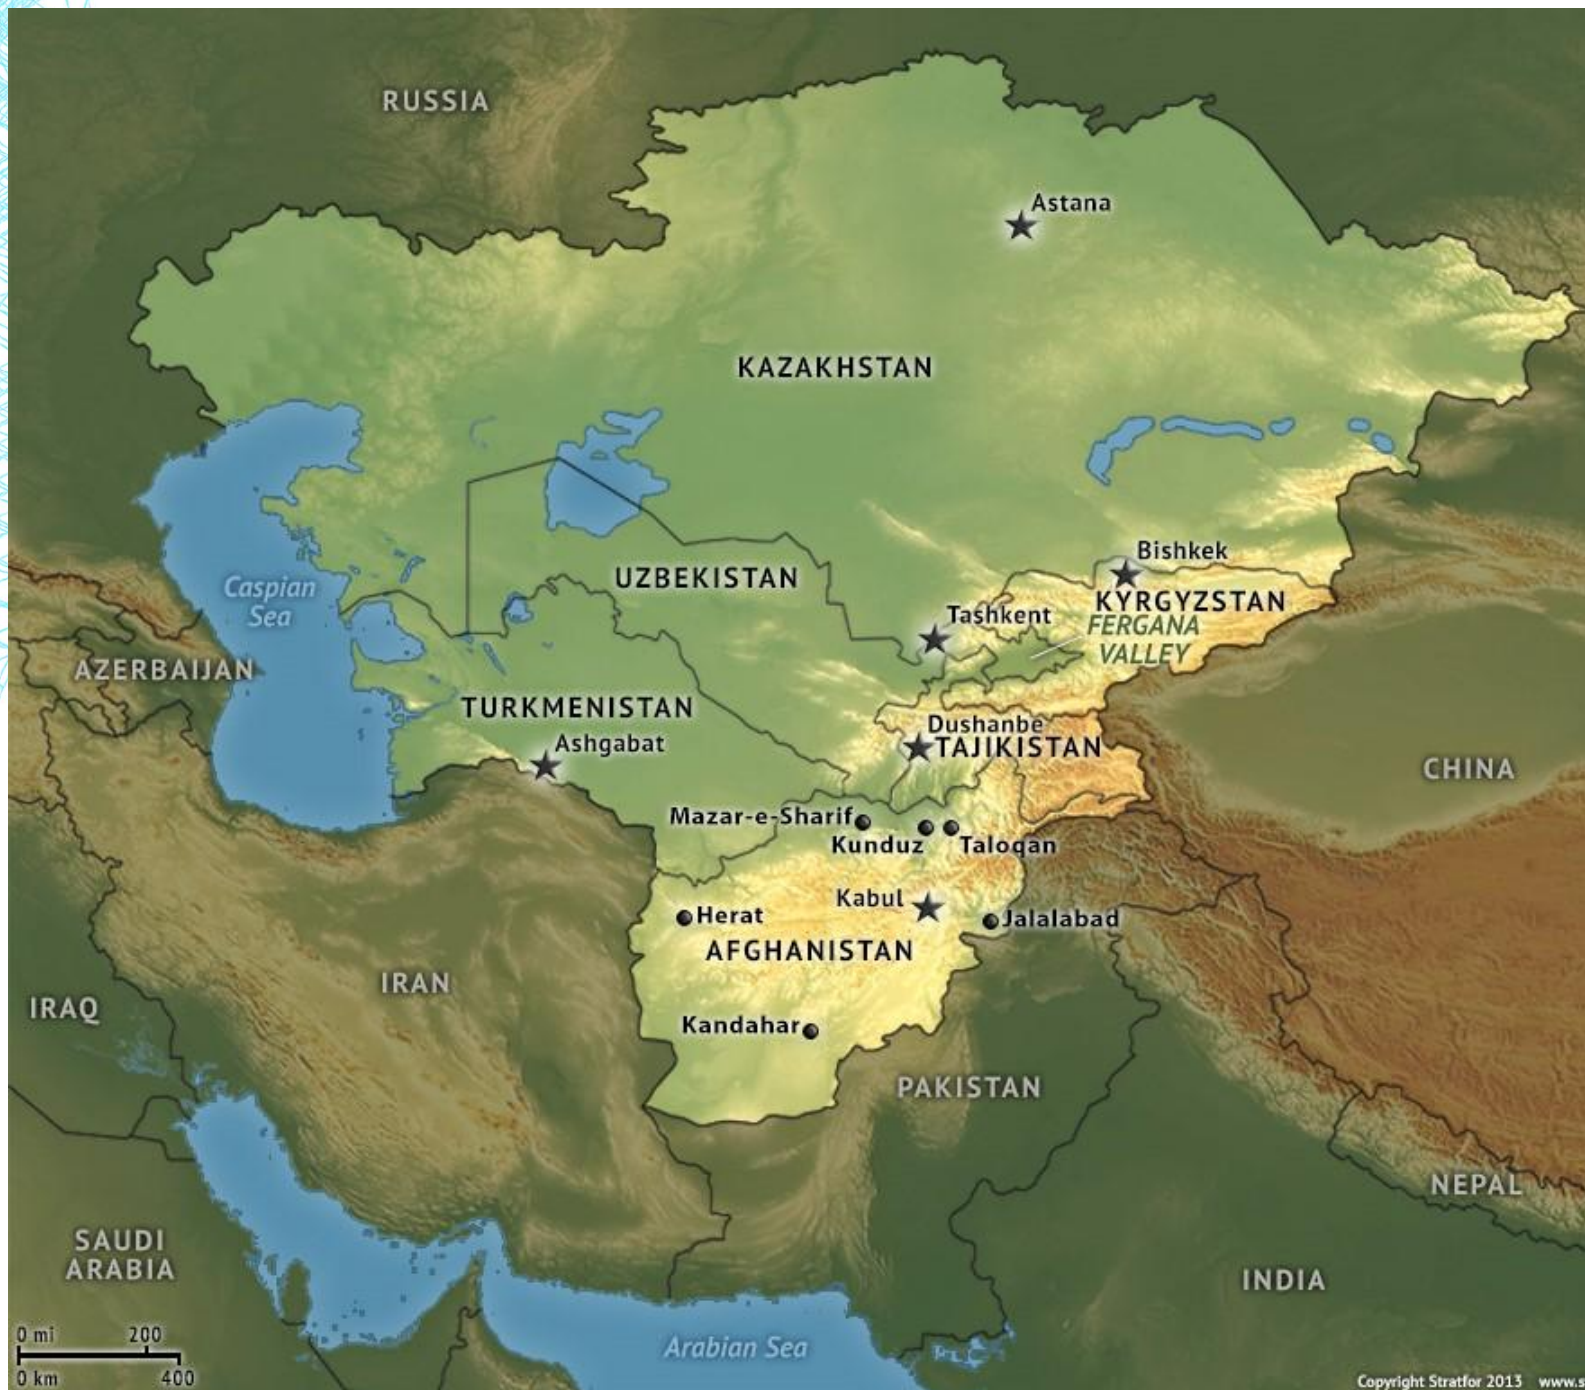 RUSSIA
Astana
KAZAKHSTAN
Bishkek
UZBEKISTAN
Caspian
Sea
KYRGYZSTAN
Tashkent
FERGANA
VALLEY
AZERBAIJAN
TURKMENISTAN
Dushanbe
Ashgabat
TAJIKISTAN
CHINA
Mazar-e-Sharif
Kunduz
Taloqan
Kabul
Herat
Jalalabad
AFGHANISTAN
IRAN
IRAQ
Kandahar
PAKISTAN
NEPAL
SAUDI
ARABIA
INDIA
0 mi 200
Arabian Sea
0 km 400
Copyright Stratfor 2013 www.s